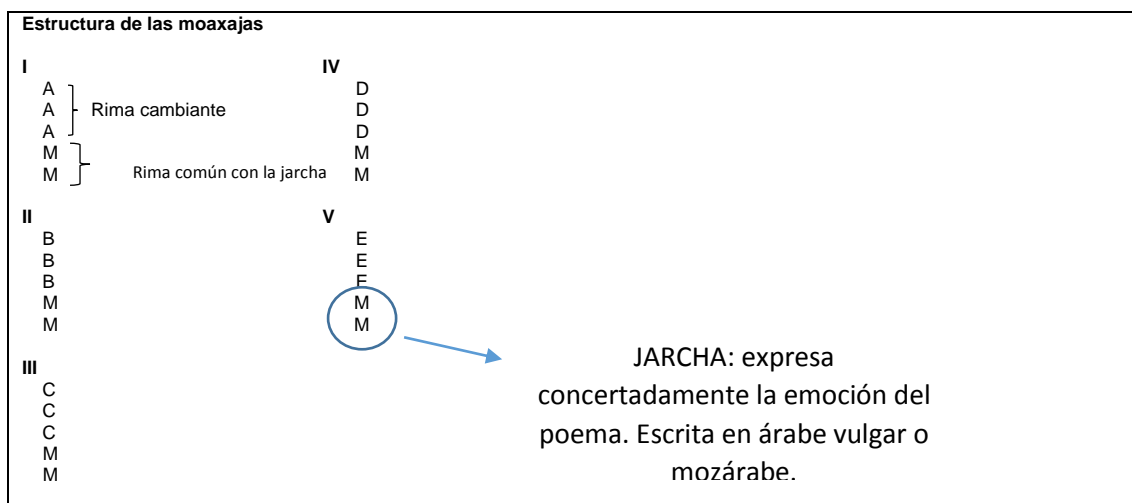 Estructura de las moaxajas
I
A
A Rima cambiante
A
M
M Rima común con la jarcha
II
B
B
B
M
M
III
C
C
C
M
M
IV
D
D
D
M
M
V
E
E
E
M
M
JARCHA: expresa
concertadamente la emoción del
poema. Escrita en árabe vulgar o
mozárabe.